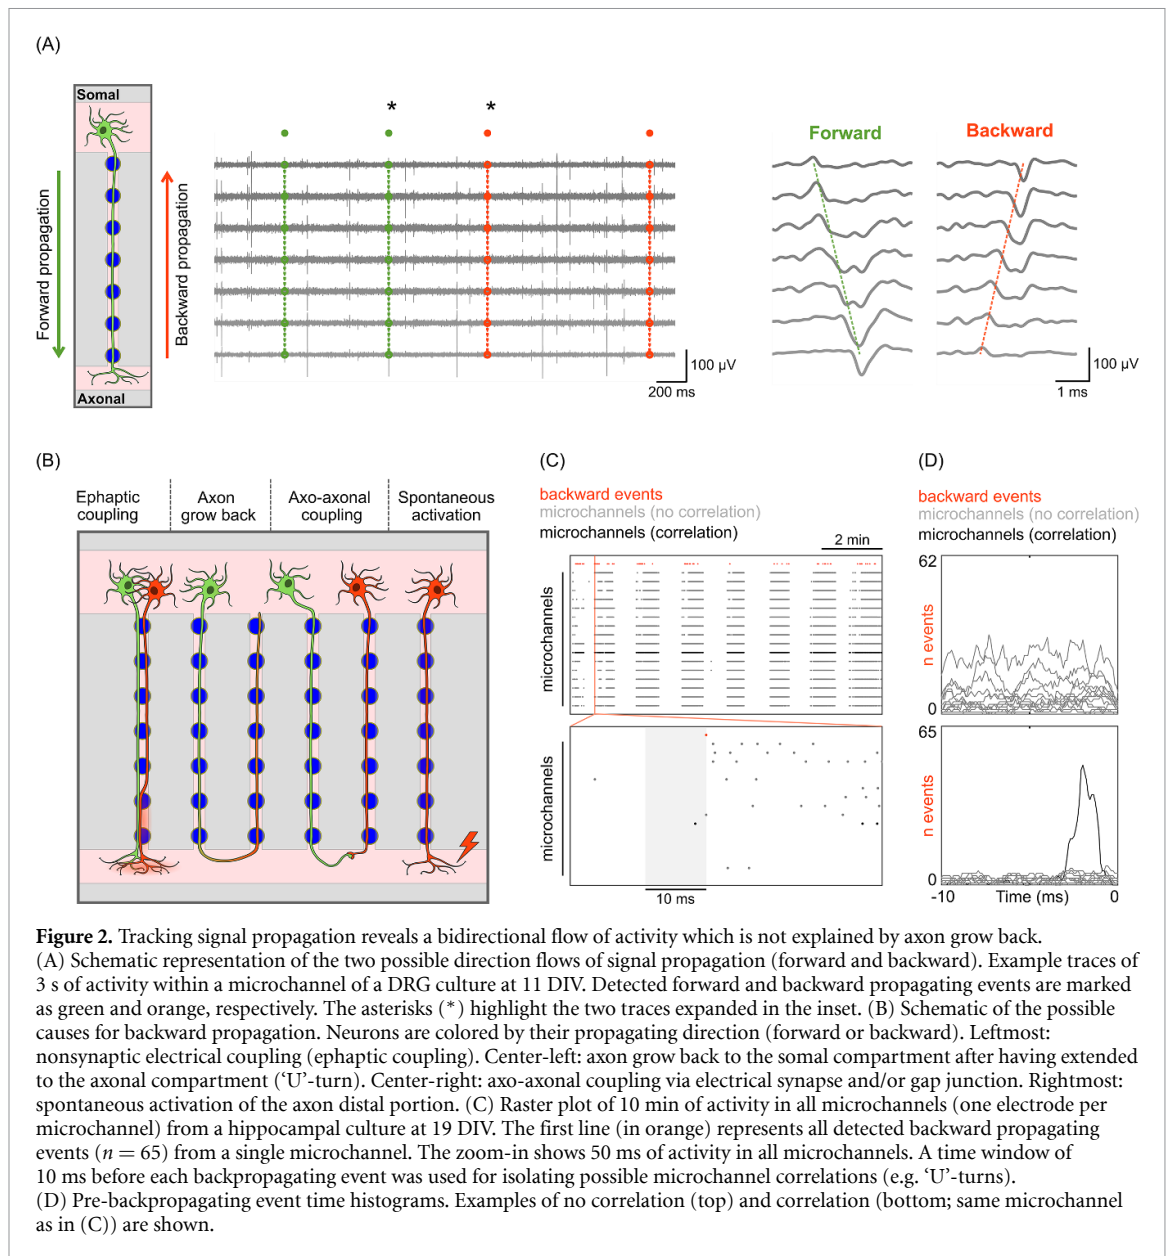 (A)
Somal
Forward propagation
Backward propagation
Axonal
*
*
100 µV
200 ms
Forward
Backward
100 µV
1 ms
(B)
Ephaptic
coupling
Axon
grow back
Axo-axonal
coupling
Spontaneous
activation
(C)
backward events
microchannels (no correlation)
microchannels (correlation)
2 min
microchannels
microchannels
10 ms
(D)
backward events
microchannels (no correlation)
microchannels (correlation)
62
n events
0
65
n events
0
-10
Time (ms)
0
Figure 2. Tracking signal propagation reveals a bidirectional flow of activity which is not explained by axon grow back.
(A) Schematic representation of the two possible direction flows of signal propagation (forward and backward). Example traces of
3 s of activity within a microchannel of a DRG culture at 11 DIV. Detected forward and backward propagating events are marked
as green and orange, respectively. The asterisks (*) highlight the two traces expanded in the inset. (B) Schematic of the possible
causes for backward propagation. Neurons are colored by their propagating direction (forward or backward). Leftmost:
nonsynaptic electrical coupling (ephaptic coupling). Center-left: axon grow back to the somal compartment after having extended
to the axonal compartment (‘U’-turn). Center-right: axo-axonal coupling via electrical synapse and/or gap junction. Rightmost:
spontaneous activation of the axon distal portion. (C) Raster plot of 10 min of activity in all microchannels (one electrode per
microchannel) from a hippocampal culture at 19 DIV. The first line (in orange) represents all detected backward propagating
events (n = 65) from a single microchannel. The zoom-in shows 50 ms of activity in all microchannels. A time window of
10 ms before each backpropagating event was used for isolating possible microchannel correlations (e.g. ‘U’-turns).
(D) Pre-backpropagating event time histograms. Examples of no correlation (top) and correlation (bottom; same microchannel
as in (C)) are shown.